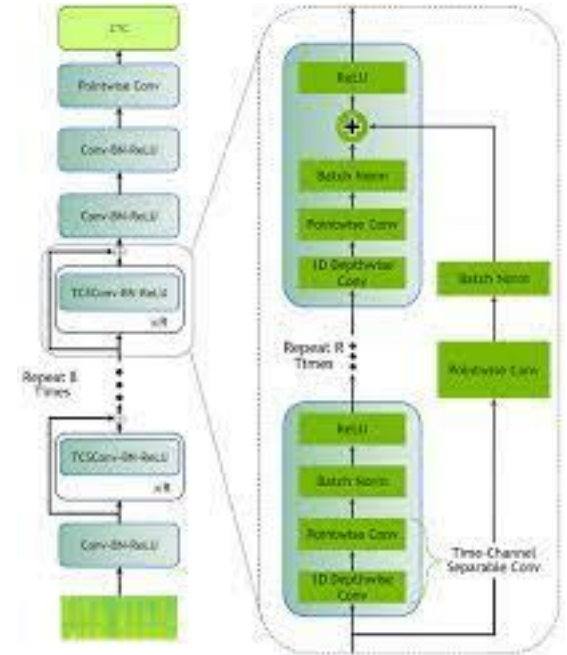 CTC
Pointwise Conv
Conv-BN-ReLU
Conv-BN-ReLU
TCSConv-BN-ReLU
xR
Repeat B
Times
TCSConv-BN-ReLU
xR
Conv-BN-ReLU
ReLU
+
Batch Norm
Pointwise Conv
1D Depthwise
Conv
Repeat R
Times
ReLU
Batch Norm
Pointwise Conv
1D Depthwise
Conv
Batch Norm
Pointwise Conv
Time-Channel
Separable Conv